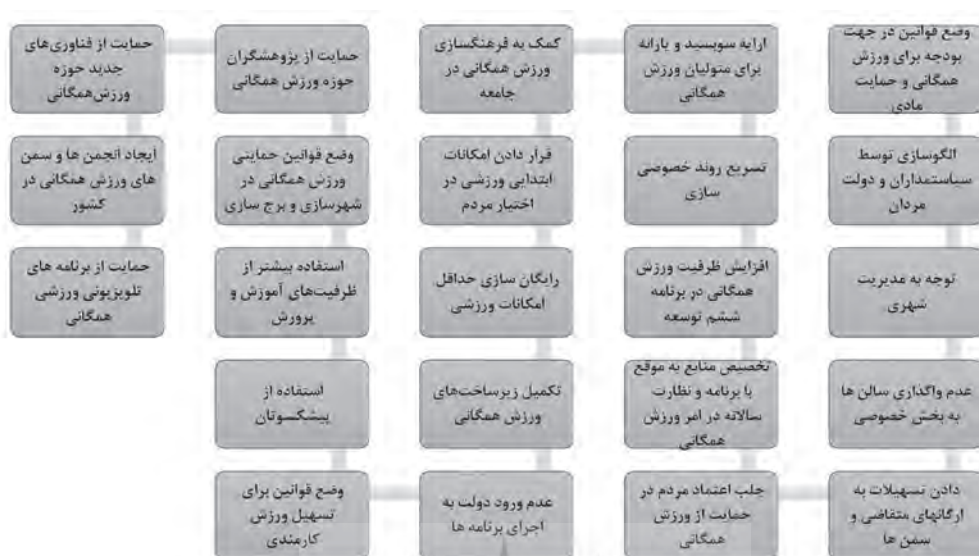 وضع قوانین در جهت
بودجه برای ورزش
همگانی و حمایت
مادی
الگوسازی توسط
سیاستمداران و دولت
مردان
توجه به مدیریت
شهری
عدم واگذاری سالن ها
به بخش خصوصی
دادن تسهیلات به
ارگانهای متقاضی و
سمن ها
جلب اعتماد مردم در
حمایت از ورزش
همگانی
تخصیص منابع به موقع
با برنامه و نظارت
سالانه در امر ورزش
همگانی
افزایش ظرفیت ورزش
همگانی در برنامه
ششم توسعه
تسریع روند خصوصی
سازی
ارایه سوبسید و یارانه
برای متولیان ورزش
همگانی
کمک به فرهنگسازی
ورزش همگانی در
جامعه
قرار دادن امکانات
ابتدایی ورزشی در
اختیار مردم
رایگان سازی حداقل
امکانات ورزشی
تکمیل زیرساخت‌های
ورزش همگانی
عدم ورود دولت به
اجرای برنامه ها
وضع قوانین برای
تسهیل ورزش
کارمندی
استفاده از
پیشکسوتان
استفاده بیشتر از
ظرفیت‌های آموزش و
پرورش
وضع قوانین حمایتی
ورزش همگانی در
شهرسازی و برج سازی
حمایت از پژوهشگران
حوزه ورزش همگانی
حمایت از فناوری‌های
جدید حوزه
ورزش‌همگانی
ایجاد انجمن ها و سمن
های ورزش همگانی در
کشور
حمایت از برنامه های
تلویزیونی ورزشی
همگانی